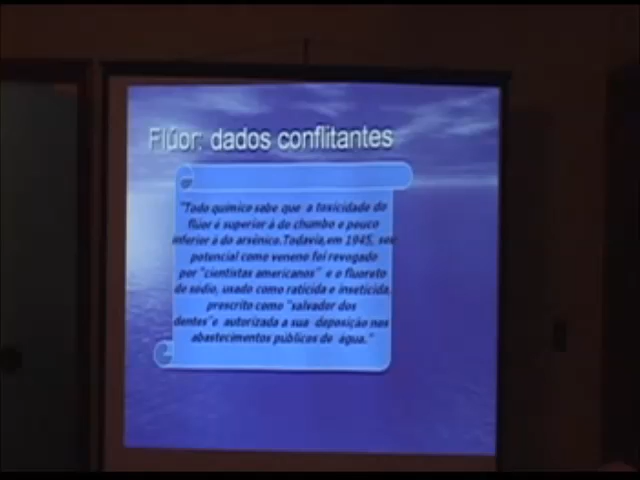 Flúor: dados conflitantes
"Todo químico sabe que a toxicidade do
flúor é superior à do chumbo e pouco
inferior à do arsénico.Todavia,em 1945, seu
potencial como veneno foi revogado
por "cientistas americanos" e o fluoreto
de sodio, usado como raticida e inseticida,
prescrito como "salvador dos
dentes"e autorizada a sua deposição nos
abastecimentos públicos de água."